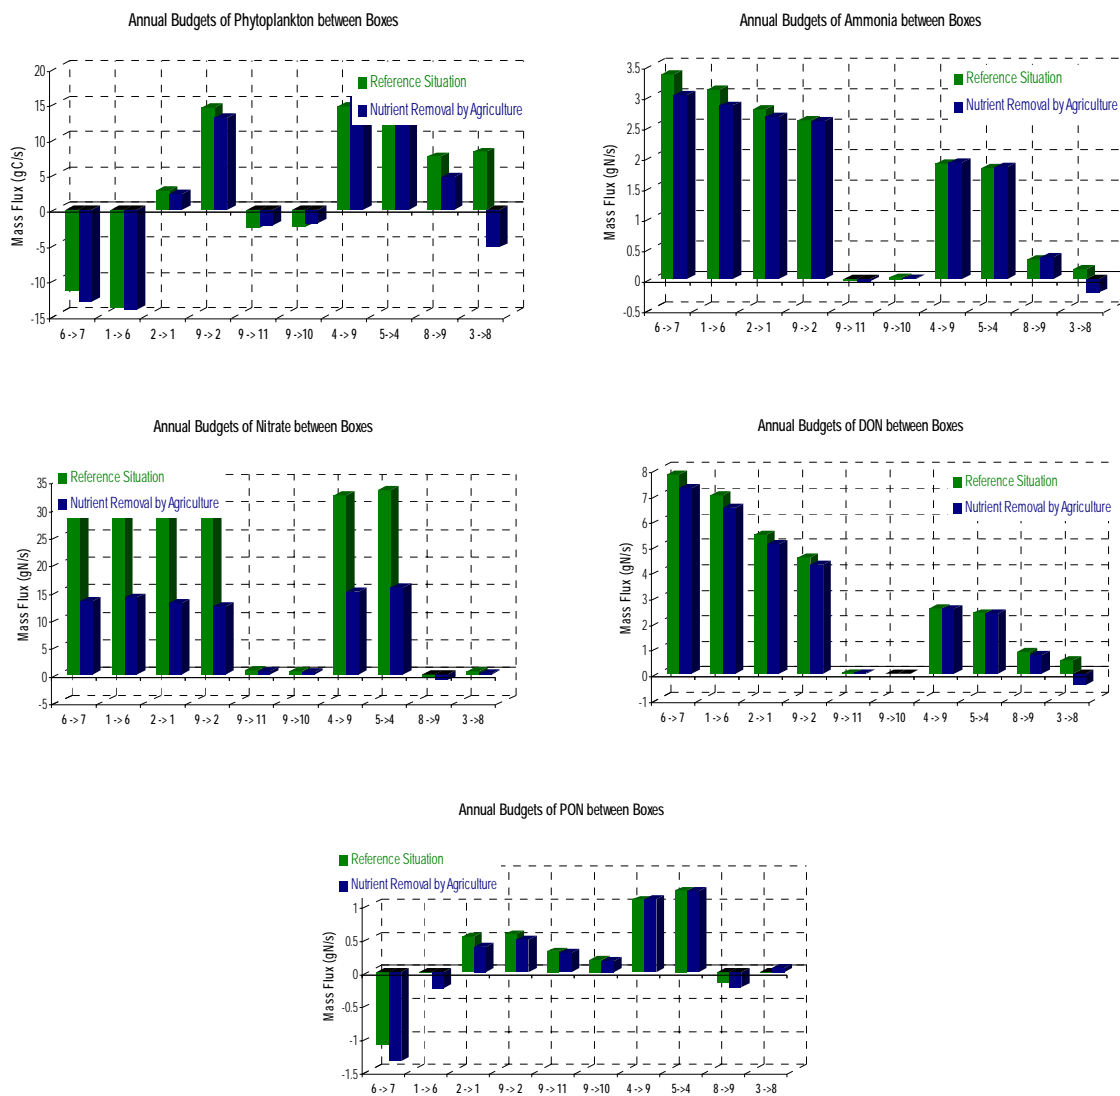 Annual Budgets of Phytoplankton between Boxes
Mass Flux (gC/s)
20
15
10
5
0
-5
-10
-15
Reference Situation
Nutrient Removal by Agriculture
6 -> 7 1 -> 6 2 -> 1 9 -> 2 9 -> 11 9 -> 10 4 -> 9 5->4 8 ->9 3 ->8
Annual Budgets of Ammonia between Boxes
Mass Flux (gN/s)
3.5
3
2.5
2
1.5
1
0.5
0
-0.5
Reference Situation
Nutrient Removal by Agriculture
6 -> 7 1 -> 6 2 -> 1 9 -> 2 9 -> 11 9 -> 10 4 -> 9 5->4 8 ->9 3 ->8
Annual Budgets of Nitrate between Boxes
Mass Flux (gN/s)
35
30
25
20
15
10
5
0
-5
Reference Situation
Nutrient Removal by Agriculture
6 -> 7 1 -> 6 2 -> 1 9 -> 2 9 -> 11 9 -> 10 4 -> 9 5->4 8 ->9 3 ->8
Annual Budgets of DON between Boxes
Mass Flux (gN/s)
8
7
6
5
4
3
2
1
0
-1
Reference Situation
Nutrient Removal by Agriculture
6 -> 7 1 -> 6 2 -> 1 9 -> 2 9 -> 11 9 -> 10 4 -> 9 5->4 8 ->9 3 ->8
Annual Budgets of PON between Boxes
Mass Flux (gN/s)
1
0.5
0
-0.5
-1
-1.5
Reference Situation
Nutrient Removal by Agriculture
6 -> 7 1 -> 6 2 -> 1 9 -> 2 9 -> 11 9 -> 10 4 -> 9 5->4 8 ->9 3 ->8